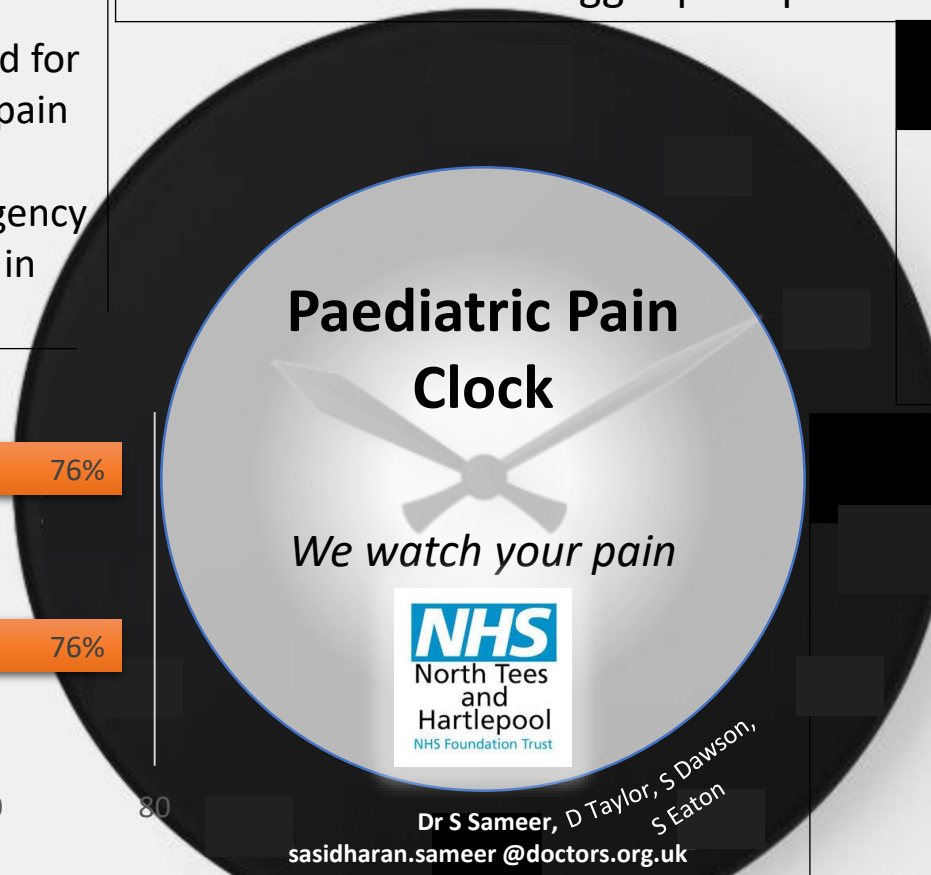 d for
pain
gency
in
Paediatric Pain
Clock
We watch your pain
NHS
North Tees
and
Hartlepool
NHS Foundation Trust
76%
76%
80
Dr S Sameer, D Taylor, S Dawson,
S Eaton
sasidharan.sameer @doctors.org.uk